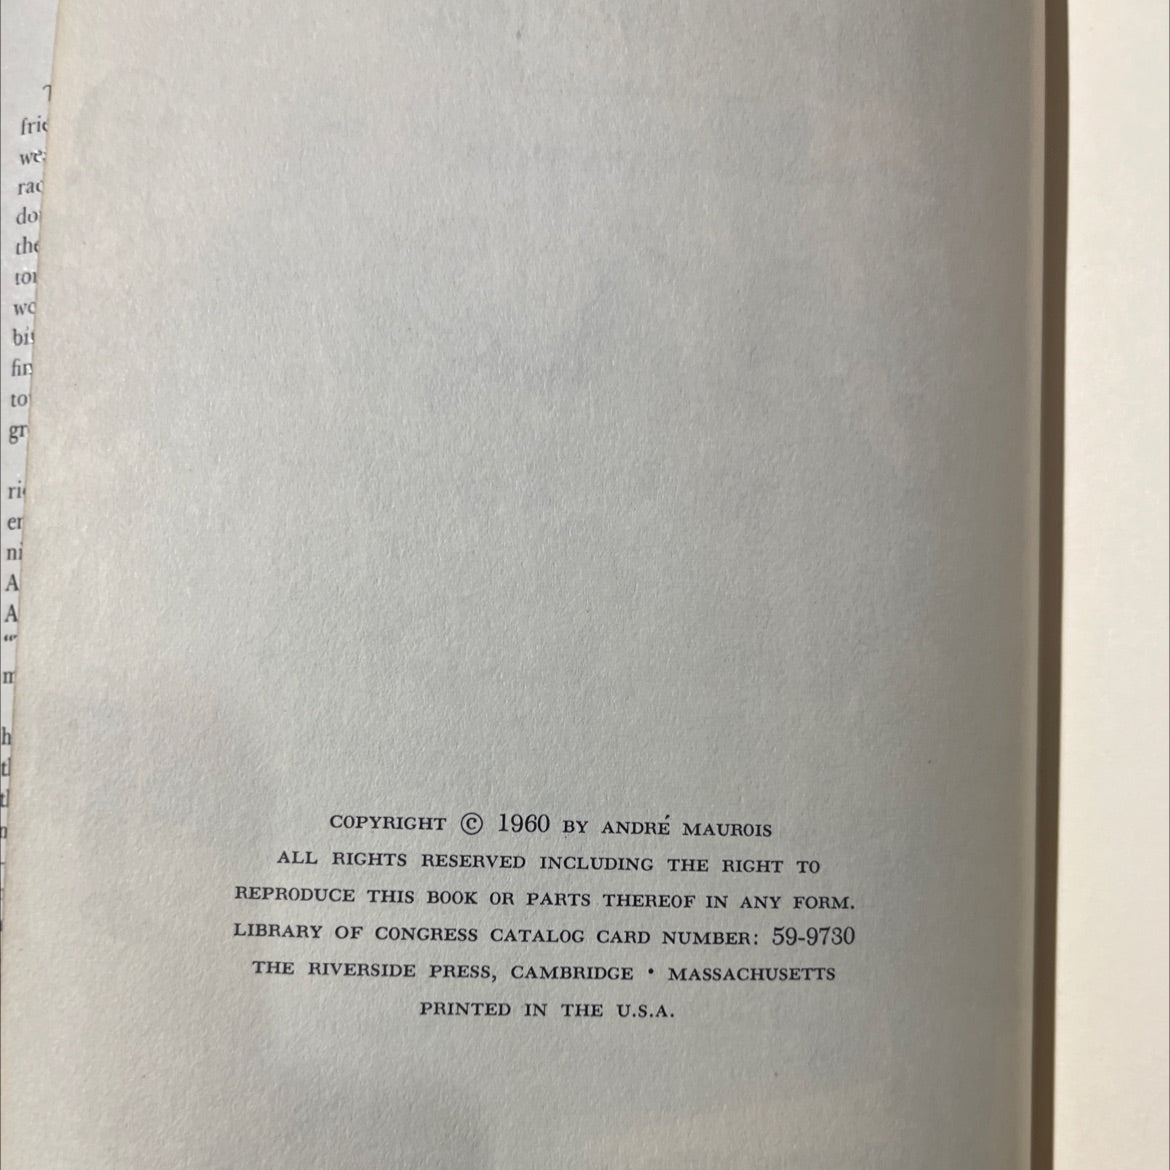 COPYRIGHT © 1960 BY ANDRÉ MAUROIS
ALL RIGHTS RESERVED INCLUDING THE RIGHT TO
REPRODUCE THIS BOOK OR PARTS THEREOF IN ANY FORM.
LIBRARY OF CONGRESS CATALOG CARD NUMBER: 59-9730
THE RIVERSIDE PRESS, CAMBRIDGE • MASSACHUSETTS
PRINTED IN THE U.S.A.